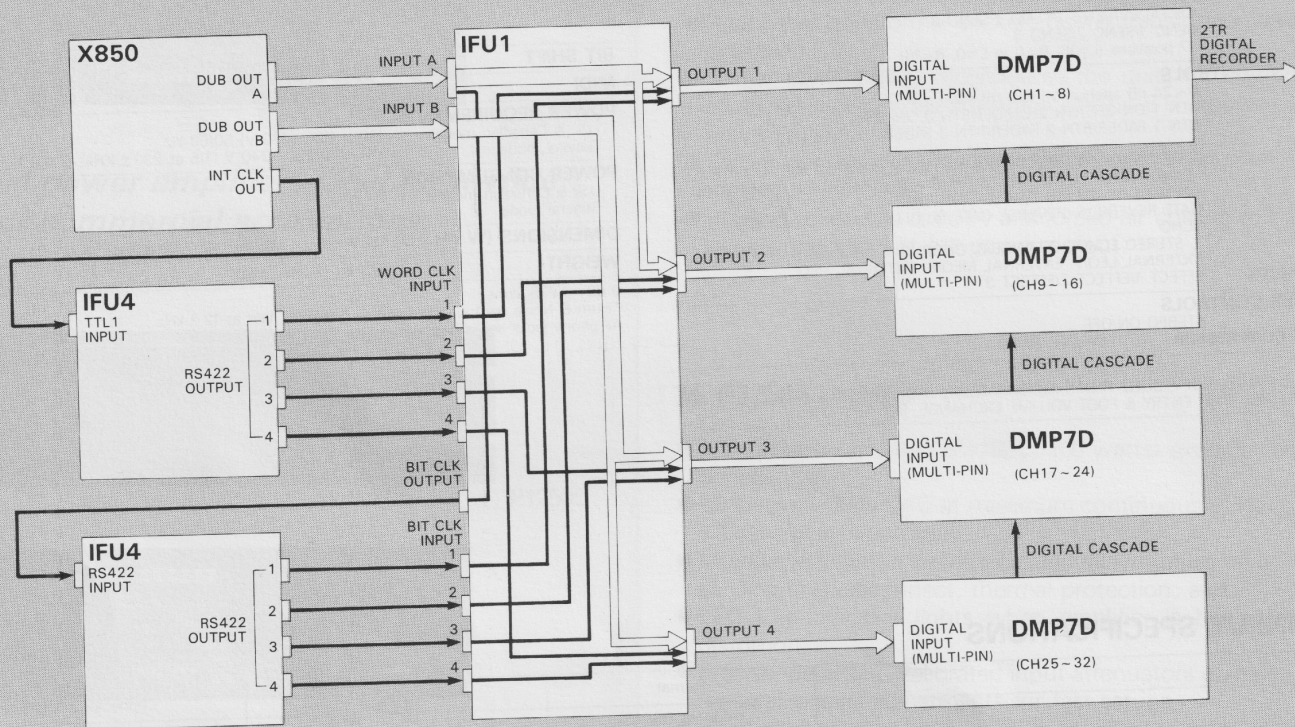 X850
DUB OUT
A
DUB OUT
B
INT CLK
OUT
IFU4
TTL1
INPUT
RS422
OUTPUT
1
2
3
4
IFU4
RS422
INPUT
RS422
OUTPUT
1
2
3
4
IFU1
INPUT A
INPUT B
WORD CLK
INPUT
1
2
3
4
BIT CLK
OUTPUT
BIT CLK
INPUT
1
2
3
4
OUTPUT 1
OUTPUT 2
OUTPUT 3
OUTPUT 4
DIGITAL
INPUT
(MULTI-PIN)
DMP7D
(CH1~8)
2TR
DIGITAL
RECORDER
DIGITAL CASCADE
DIGITAL
INPUT
(MULTI-PIN)
DMP7D
(CH9~16)
DIGITAL CASCADE
DIGITAL
INPUT
(MULTI-PIN)
DMP7D
(CH17~24)
DIGITAL CASCADE
DIGITAL
INPUT
(MULTI-PIN)
DMP7D
(CH25~32)